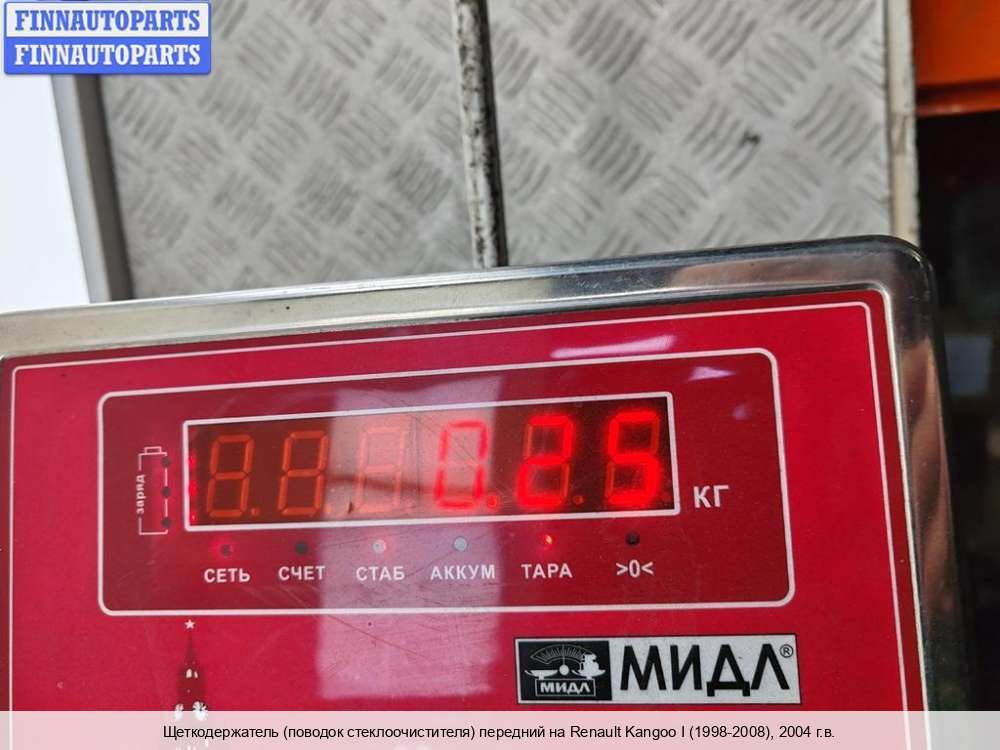 FINNAUTOPARTS
FINNAUTOPARTS
заряд
0.25
КГ
СЕТЬ СЧЕТ СТАБ АККУМ ТАРА >0<
МИДЛ МИДЛ®
Щеткодержатель (поводок стеклоочистителя) передний на Renault Kangoo I (1998-2008), 2004 г.в.